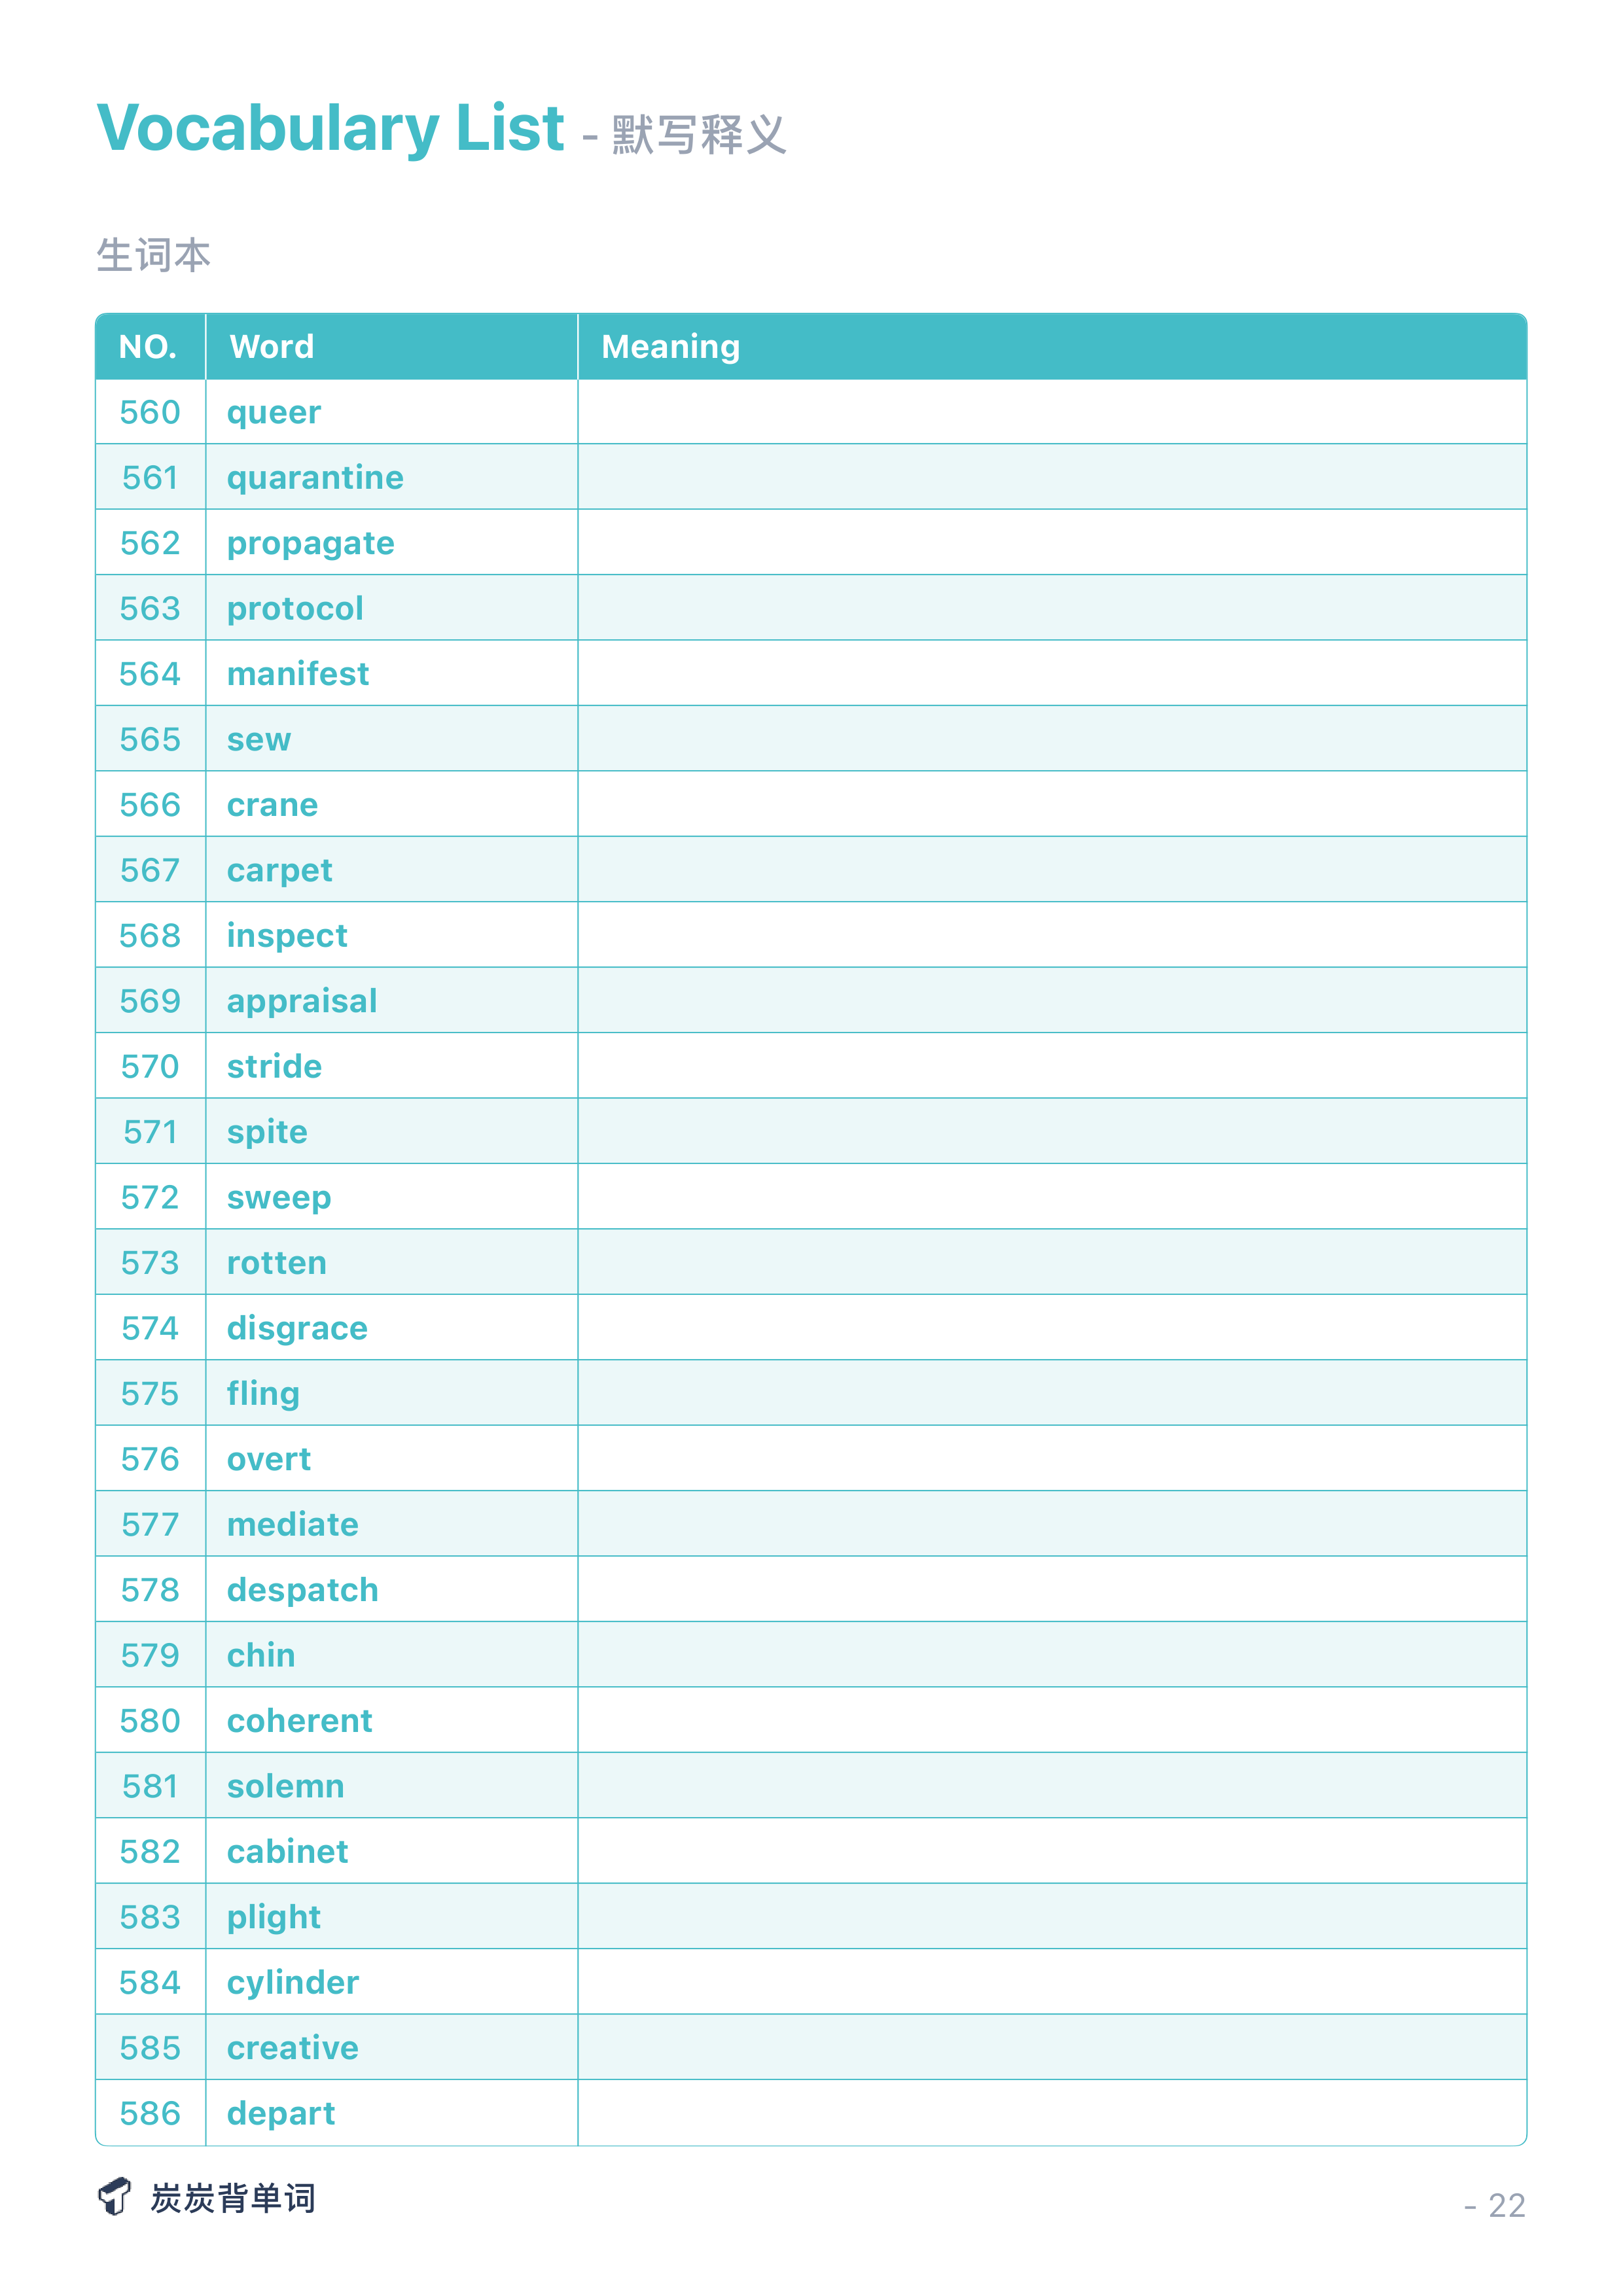 Vocabulary List - 默写释义
生词本
NO. Word Meaning
560 queer
561 quarantine
562 propagate
563 protocol
564 manifest
565 sew
566 crane
567 carpet
568 inspect
569 appraisal
570 stride
571 spite
572 sweep
573 rotten
574 disgrace
575 fling
576 overt
577 mediate
578 despatch
579 chin
580 coherent
581 solemn
582 cabinet
583 plight
584 cylinder
585 creative
586 depart
炭炭背单词
- 22